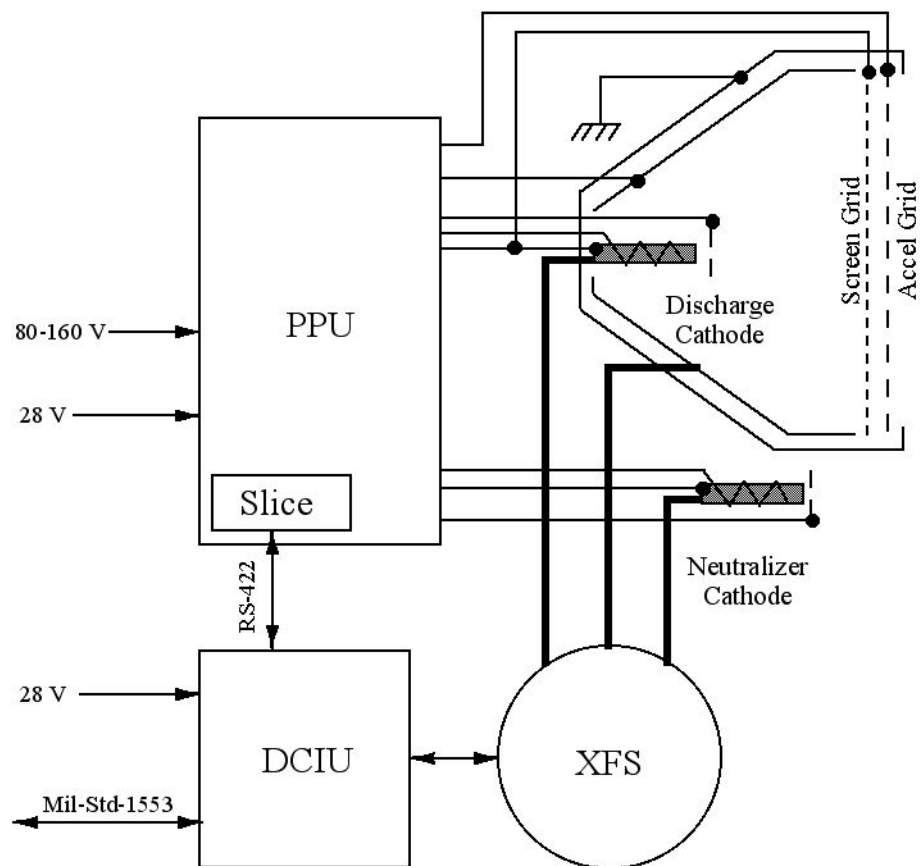 Screen Grid
Accel Grid
80-160 V
PPU
Discharge
Cathode
28 V
Slice
Neutralizer
Cathode
RS-422
28 V
DCIU
XFS
Mil-Std-1553